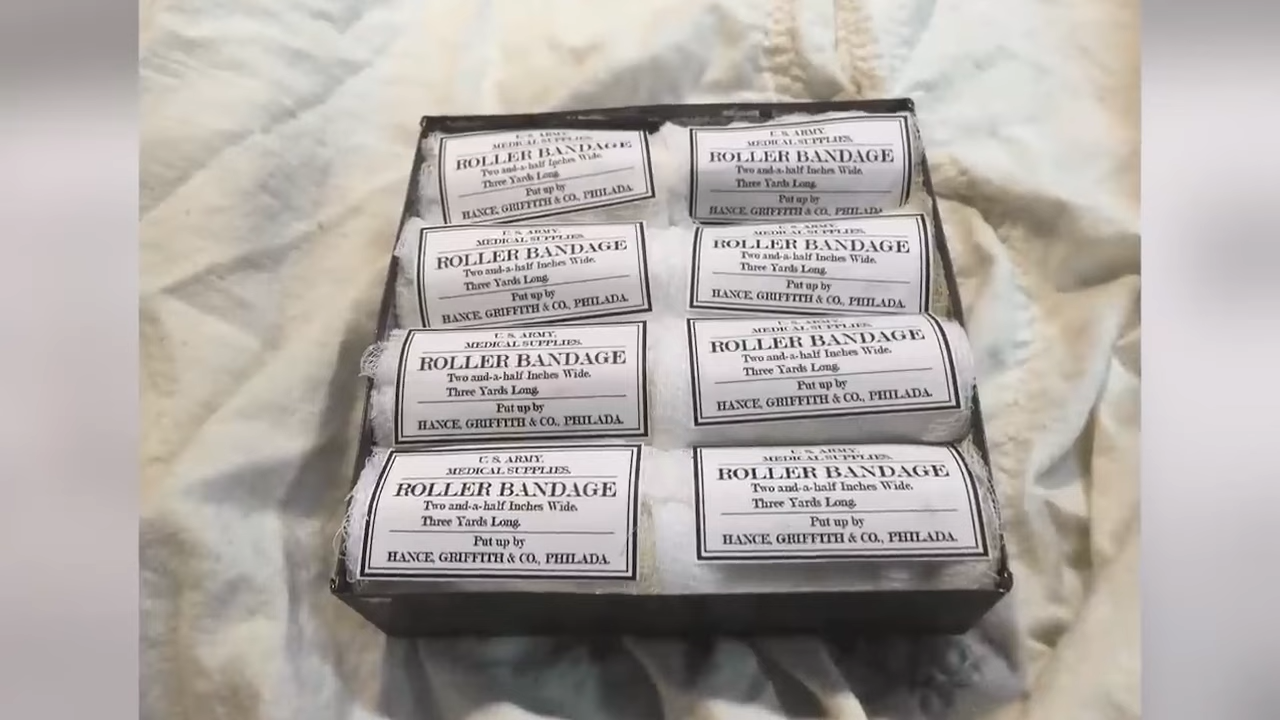 U. S. ARMY.
MEDICAL SUPPLIES.
ROLLER BANDAGE
Two and-a-half Inches Wide.
Three Yards Long.
Put up by
HANCE, GRIFFITH & CO., PHILADA.
U. S. ARMY.
MEDICAL SUPPLIES.
ROLLER BANDAGE
Two and-a-half Inches Wide.
Three Yards Long.
Put up by
HANCE, GRIFFITH & CO., PHILADA.
U. S. ARMY.
MEDICAL SUPPLIES.
ROLLER BANDAGE
Two and-a-half Inches Wide.
Three Yards Long.
Put up by
HANCE, GRIFFITH & CO., PHILADA.
U. S. ARMY.
MEDICAL SUPPLIES.
ROLLER BANDAGE
Two and-a-half Inches Wide.
Three Yards Long.
Put up by
HANCE, GRIFFITH & CO., PHILADA.
U. S. ARMY.
MEDICAL SUPPLIES.
ROLLER BANDAGE
Two and-a-half Inches Wide.
Three Yards Long.
Put up by
HANCE, GRIFFITH & CO., PHILADA.
U. S. ARMY.
MEDICAL SUPPLIES.
ROLLER BANDAGE
Two and-a-half Inches Wide.
Three Yards Long.
Put up by
HANCE, GRIFFITH & CO., PHILADA.
U. S. ARMY.
MEDICAL SUPPLIES.
ROLLER BANDAGE
Two and-a-half Inches Wide.
Three Yards Long.
Put up by
HANCE, GRIFFITH & CO., PHILADA.
U. S. ARMY.
MEDICAL SUPPLIES.
ROLLER BANDAGE
Two and-a-half Inches Wide.
Three Yards Long.
Put up by
HANCE, GRIFFITH & CO., PHILADA.